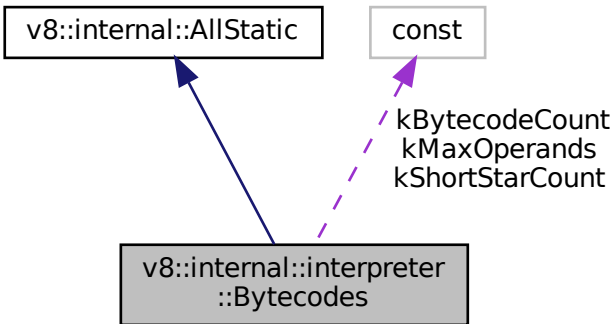 v8::internal::AllStatic
const
kBytecodeCount
kMaxOperands
kShortStarCount
v8::internal::interpreter
::Bytecodes